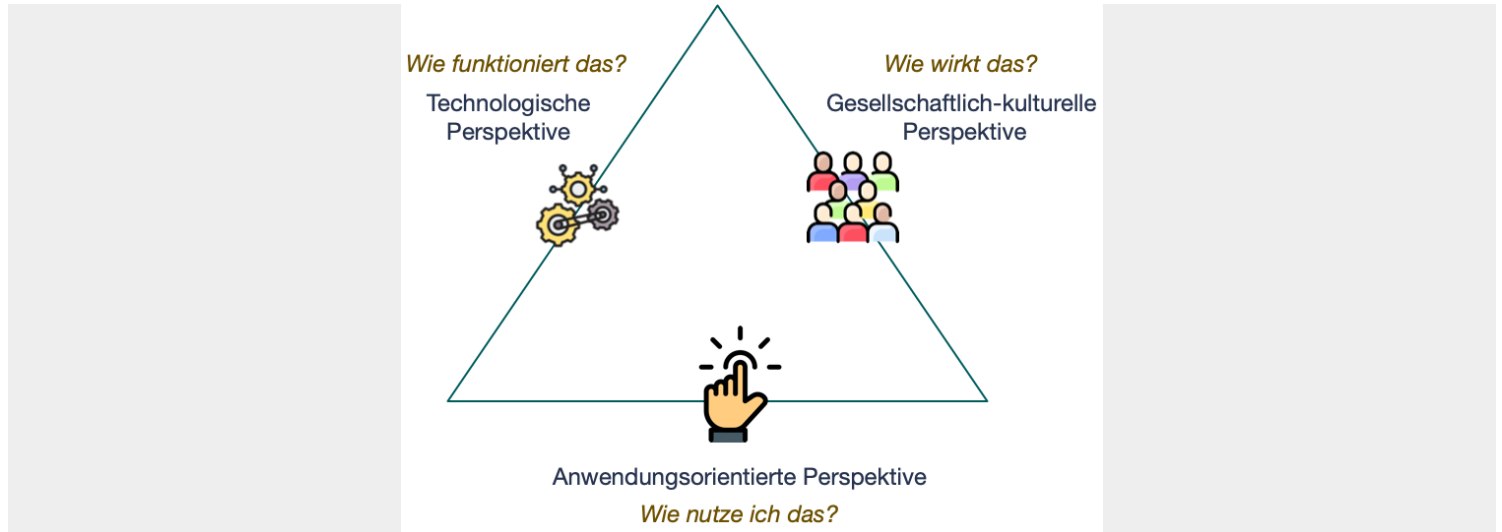 Wie funktioniert das?
Technologische
Perspektive
Wie wirkt das?
Gesellschaftlich-kulturelle
Perspektive
Anwendungsorientierte Perspektive
Wie nutze ich das?